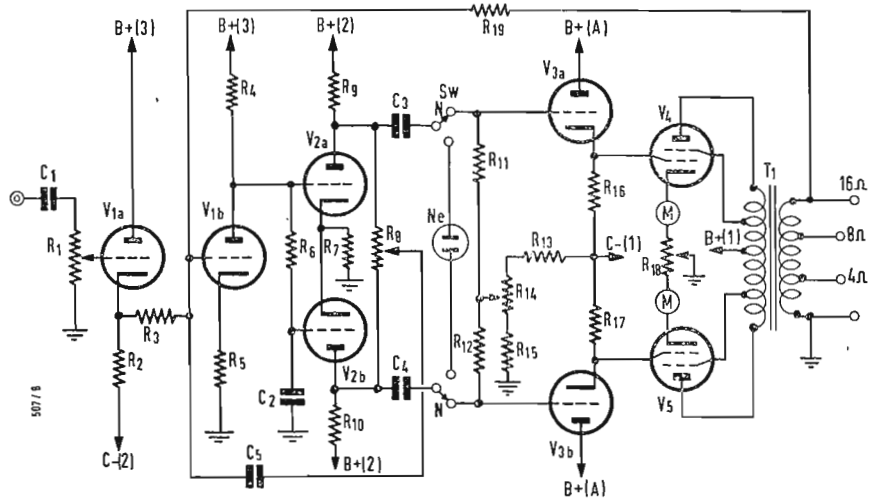 R19
B+(3)
B+(3)
B+(2)
B+(A)
R4
R9
C3
Sw
N
V3a
V2a
V4
T1
16Ω
C1
V1a
V1b
R11
R16
M
R1
R6
R7
R8
Ne
R13
C-(1)
B+(1)
R18
8Ω
R3
R14
4Ω
R12
R17
M
R2
R5
C2
V2b
C4
R15
N
V5
507/6
R10
V3b
C-(2)
C5
B+(2)
B+(A)